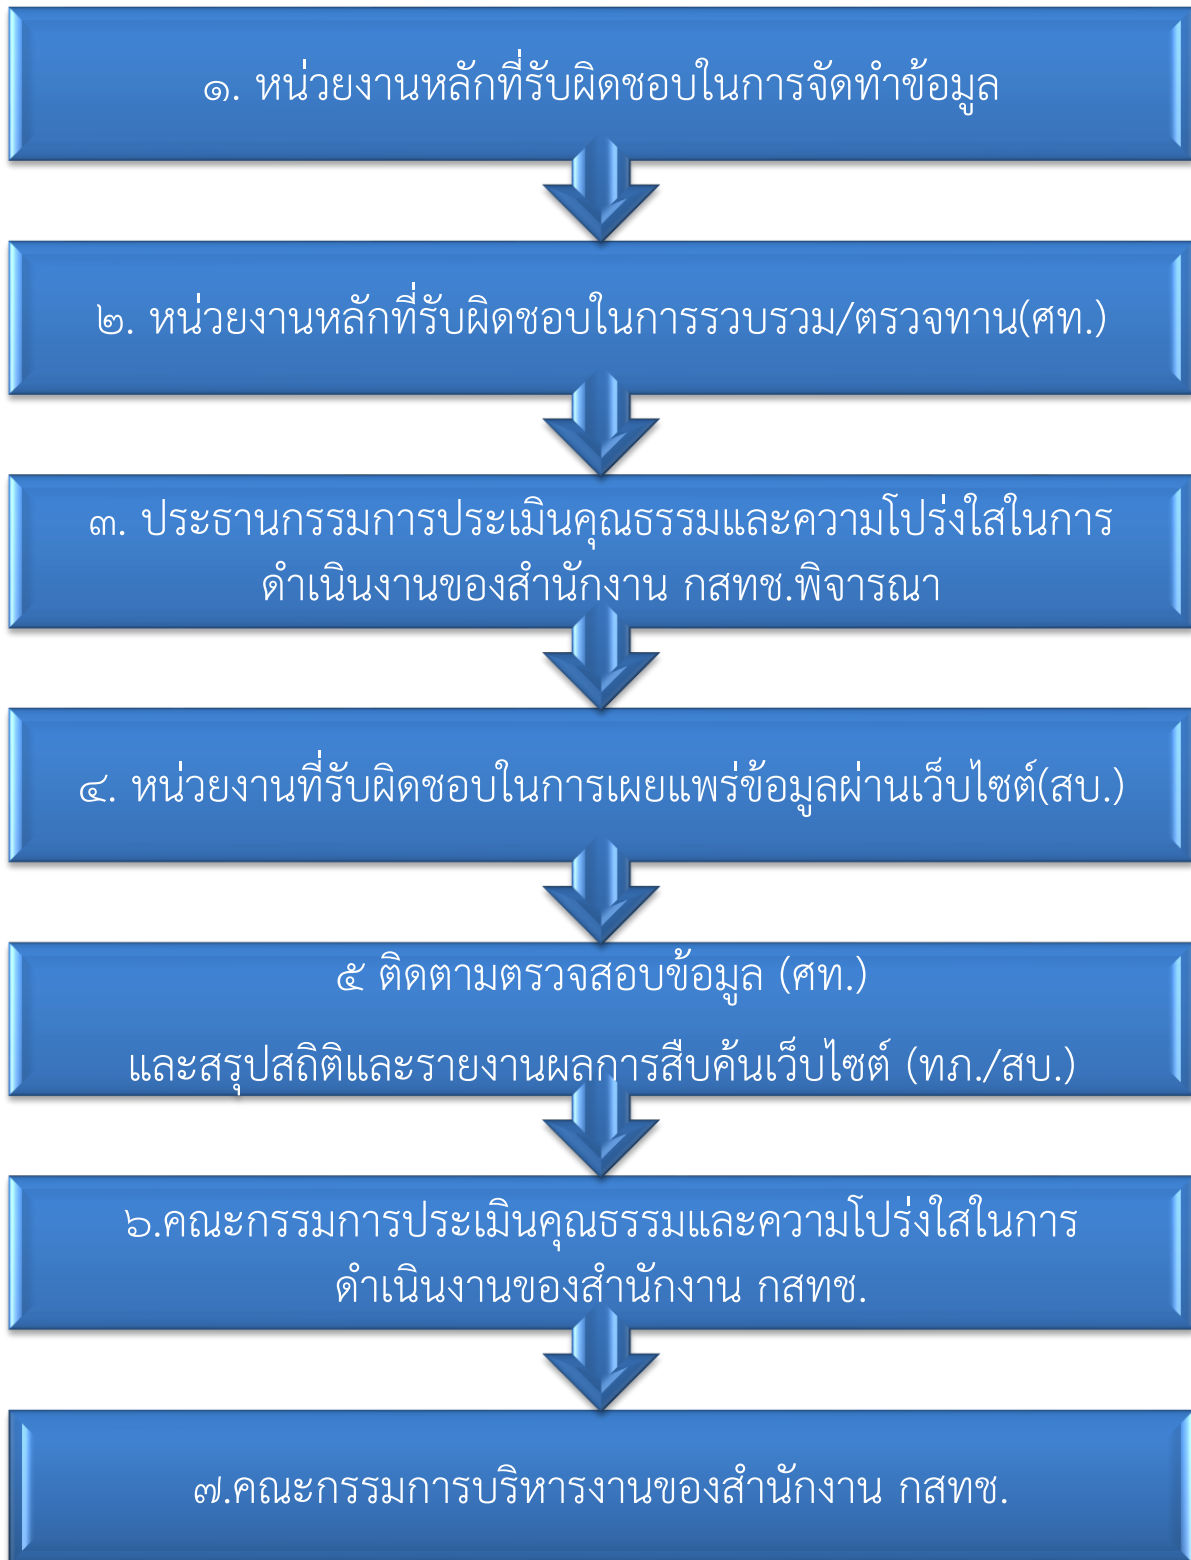 ๑. หน่วยงานหลักที่รับผิดชอบในการจัดทำข้อมูล
๒. หน่วยงานหลักที่รับผิดชอบในการรวบรวม/ตรวจทาน(ศท.)
๓. ประธานกรรมการประเมินคุณธรรมและความโปร่งใสในการ
ดำเนินงานของสำนักงาน กสทช.พิจารณา
๔. หน่วยงานที่รับผิดชอบในการเผยแพร่ข้อมูลผ่านเว็บไซต์(สบ.)
๕ ติดตามตรวจสอบข้อมูล (ศท.)
และสรุปสถิติและรายงานผลการสืบค้นเว็บไซต์ (ทภ./สบ.)
๖.คณะกรรมการประเมินคุณธรรมและความโปร่งใสในการ
ดำเนินงานของสำนักงาน กสทช.
๗.คณะกรรมการบริหารงานของสำนักงาน กสทช.